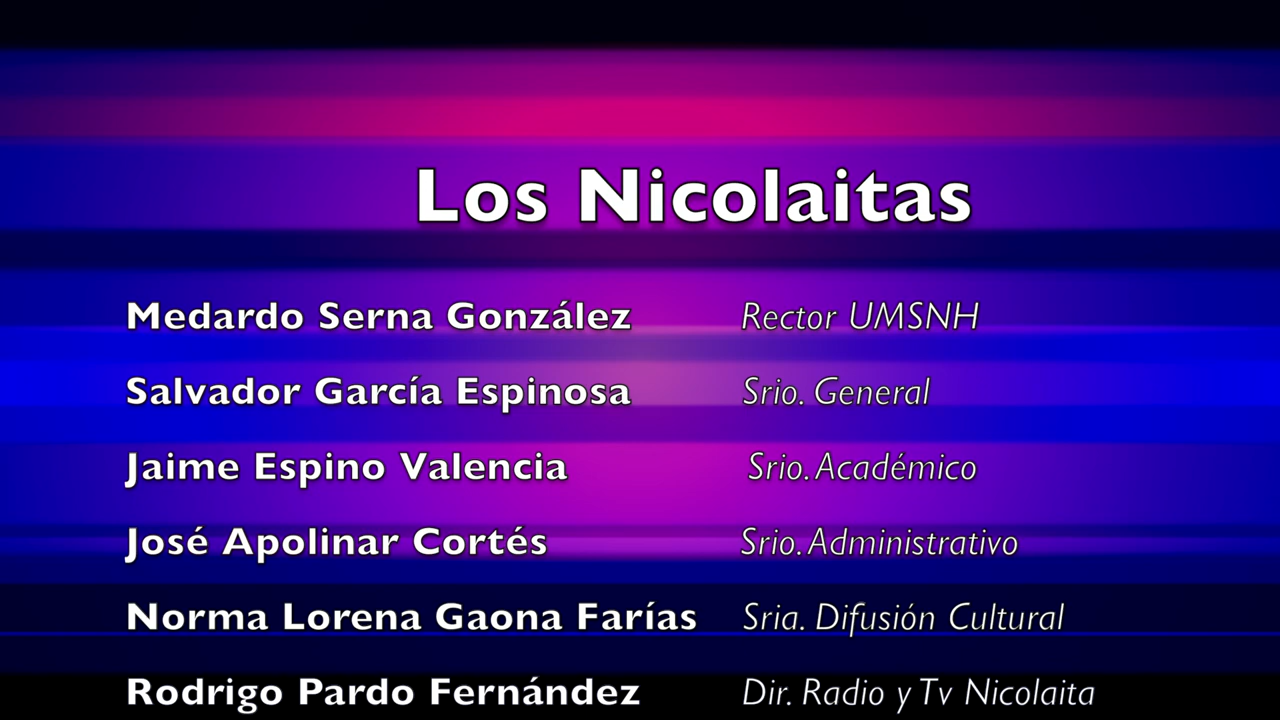 Los Nicolaitas
Medardo Serna González Rector UMSNH
Salvador García Espinosa Srio. General
Jaime Espino Valencia Srio. Académico
José Apolinar Cortés Srio. Administrativo
Norma Lorena Gaona Farías Sria. Difusión Cultural
Rodrigo Pardo Fernández Dir. Radio y Tv Nicolaita